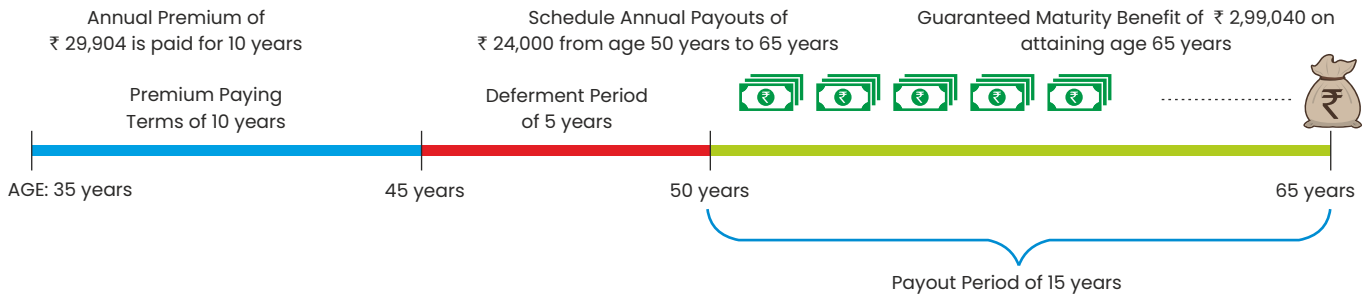 Annual Premium of
₹ 29,904 is paid for 10 years
Schedule Annual Payouts of
₹ 24,000 from age 50 years to 65 years
Guaranteed Maturity Benefit of ₹ 2,99,040 on
attaining age 65 years
Premium Paying
Terms of 10 years
Deferment Period
of 5 years
₹ ₹ ₹ ₹ ₹ ₹
AGE: 35 years
45 years
50 years
65 years
Payout Period of 15 years